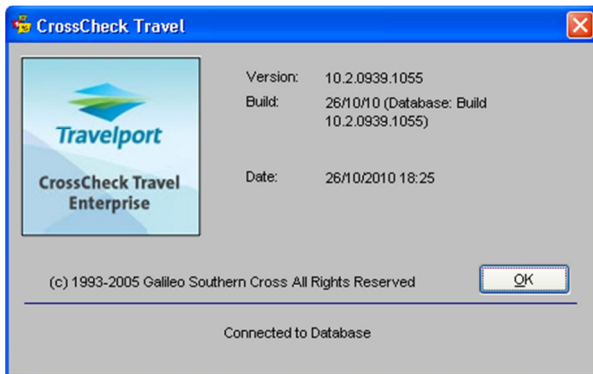 CrossCheck Travel
Travelport
CrossCheck Travel
Enterprise
Version: 10.2.0939.1055
Build: 26/10/10 (Database: Build
10.2.0939.1055)
Date: 26/10/2010 18:25
(c) 1993-2005 Galileo Southern Cross All Rights Reserved
OK
Connected to Database